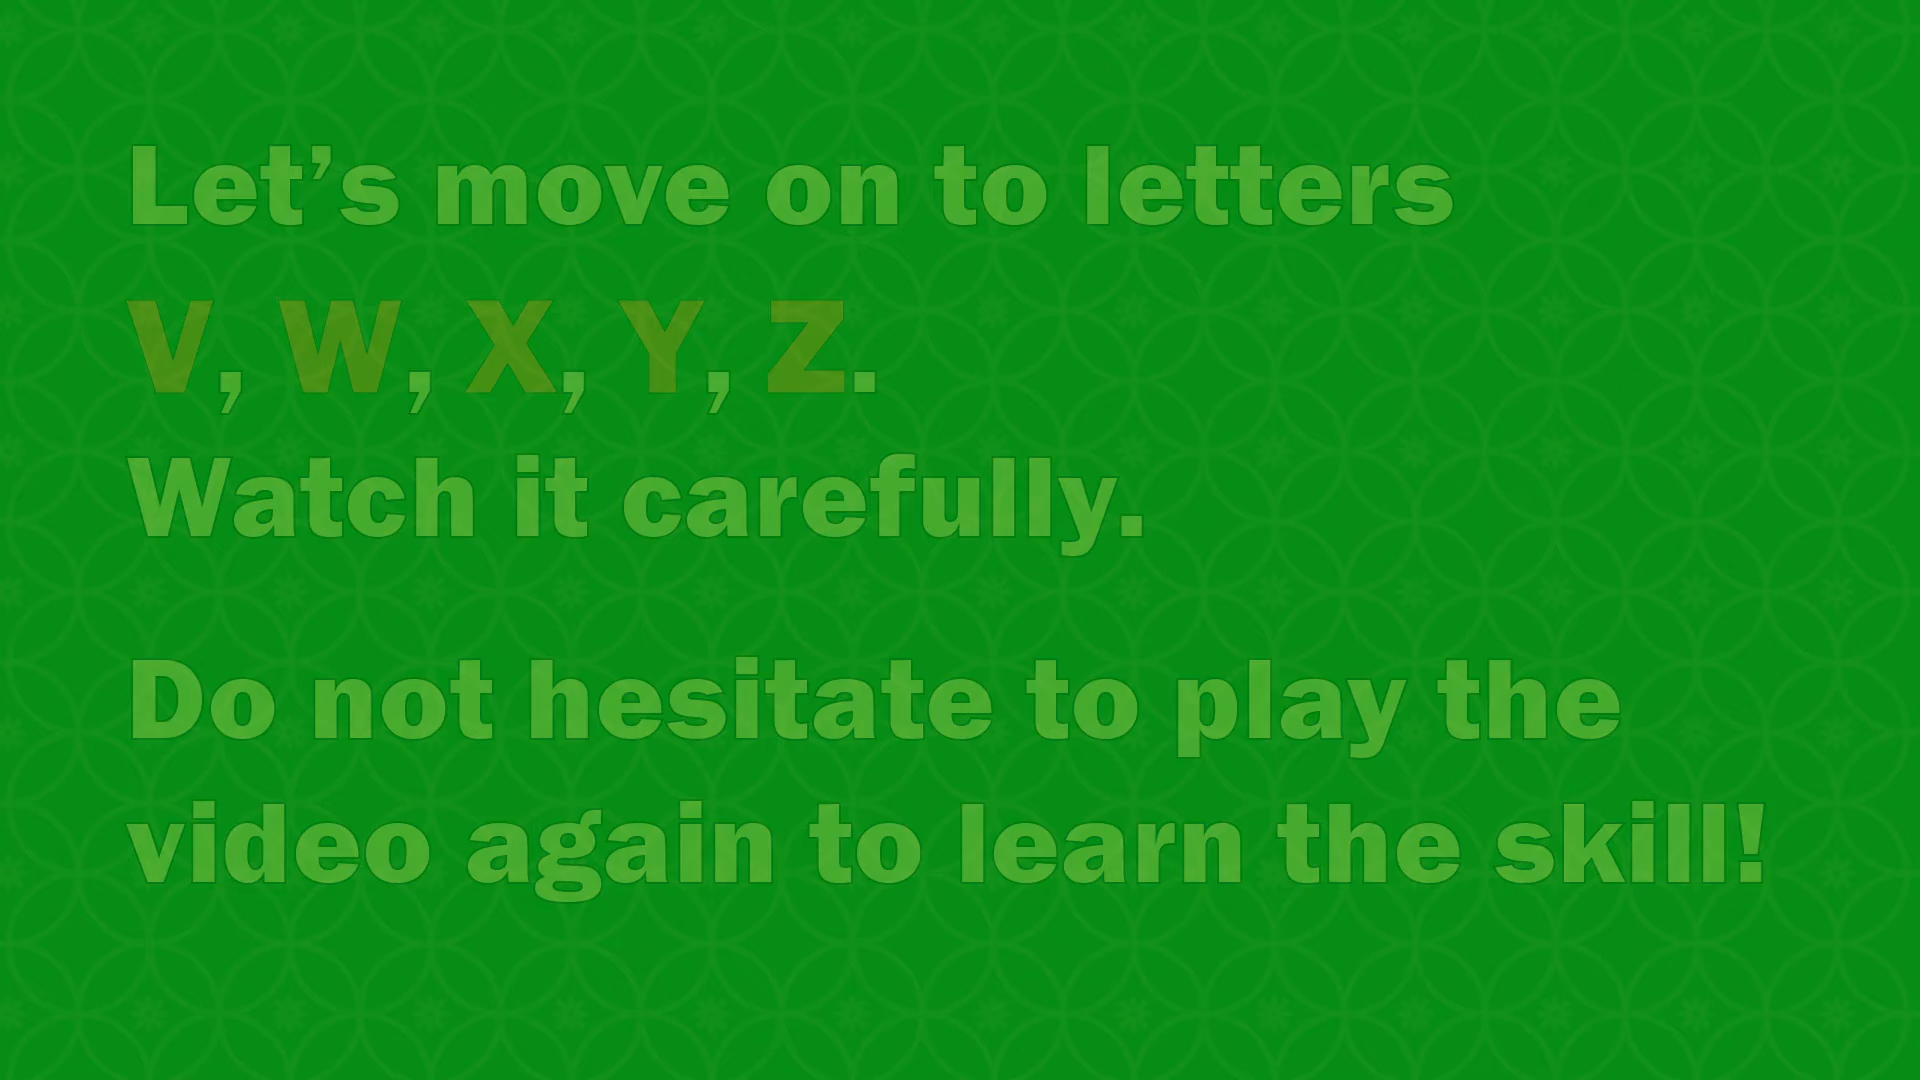 Let’s move on to letters
V, W, X, Y, Z.
Watch it carefully.
Do not hesitate to play the
video again to learn the skill!